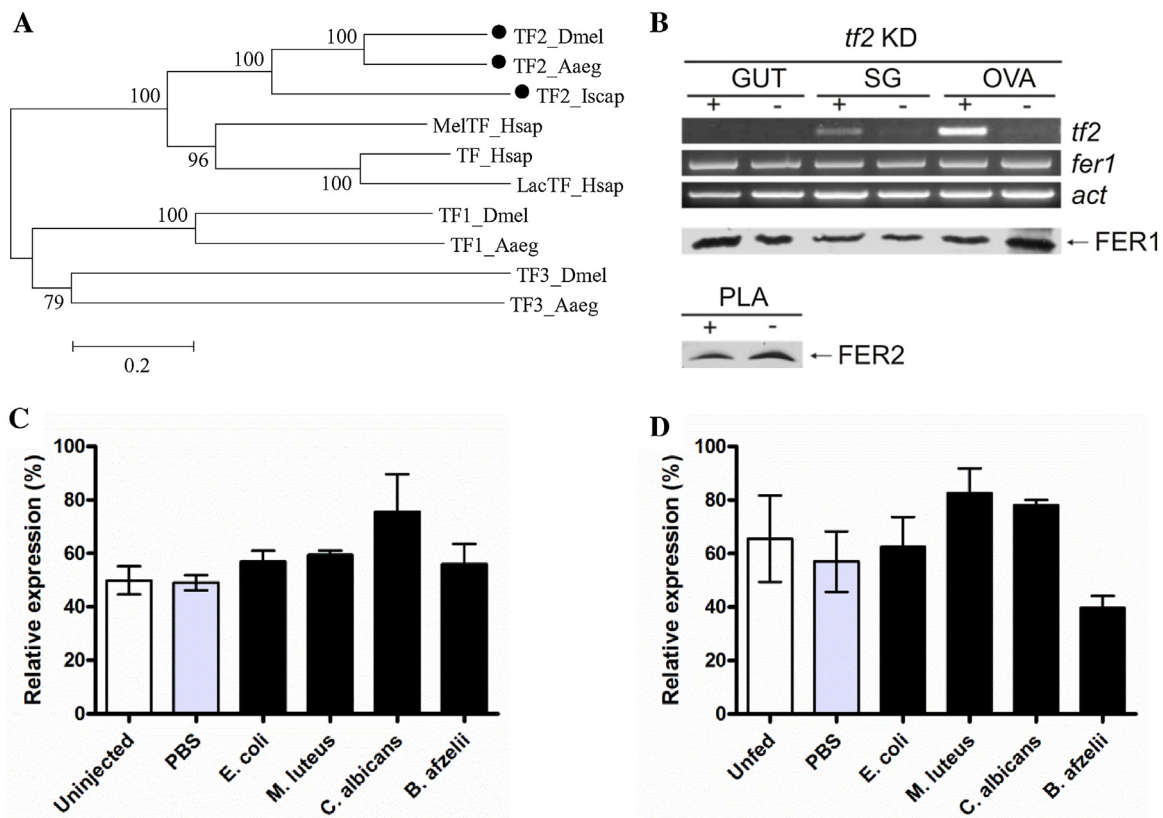 A
TF2_Dmel
100
TF2_Aaeg
100
TF2_Iscap
100
MelTF_Hsap
96
TF_Hsap
100
LacTF_Hsap
TF1_Dmel
100
TF1_Aaeg
TF3_Dmel
79
TF3_Aaeg
0.2
B
tf2 KD
GUT SG OVA
+ - + - + -
tf2
fer1
act
← FER1
PLA
+ -
← FER2
C
Relative expression (%)
100
80
60
40
20
0
Uninjected
PBS
E. coli
M. luteus
C. albicans
B. afzelii
D
Relative expression (%)
100
80
60
40
20
0
Unfed
PBS
E. coli
M. luteus
C. albicans
B. afzelii